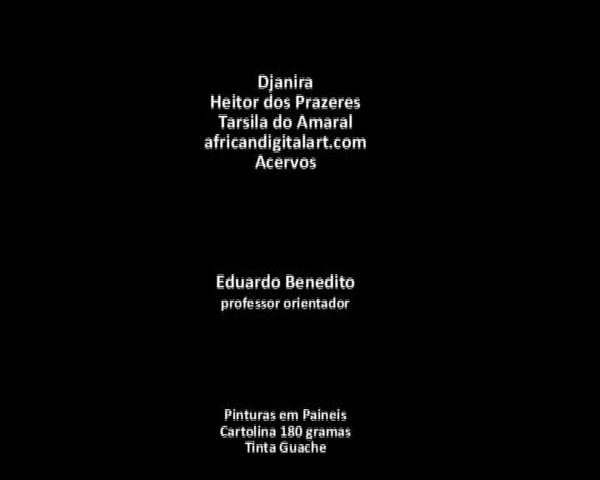 Djanira
Heitor dos Prazeres
Tarsila do Amaral
africandigitalart.com
Acervos
Eduardo Benedito
professor orientador
Pinturas em Paineis
Cartolina 180 gramas
Tinta Guache